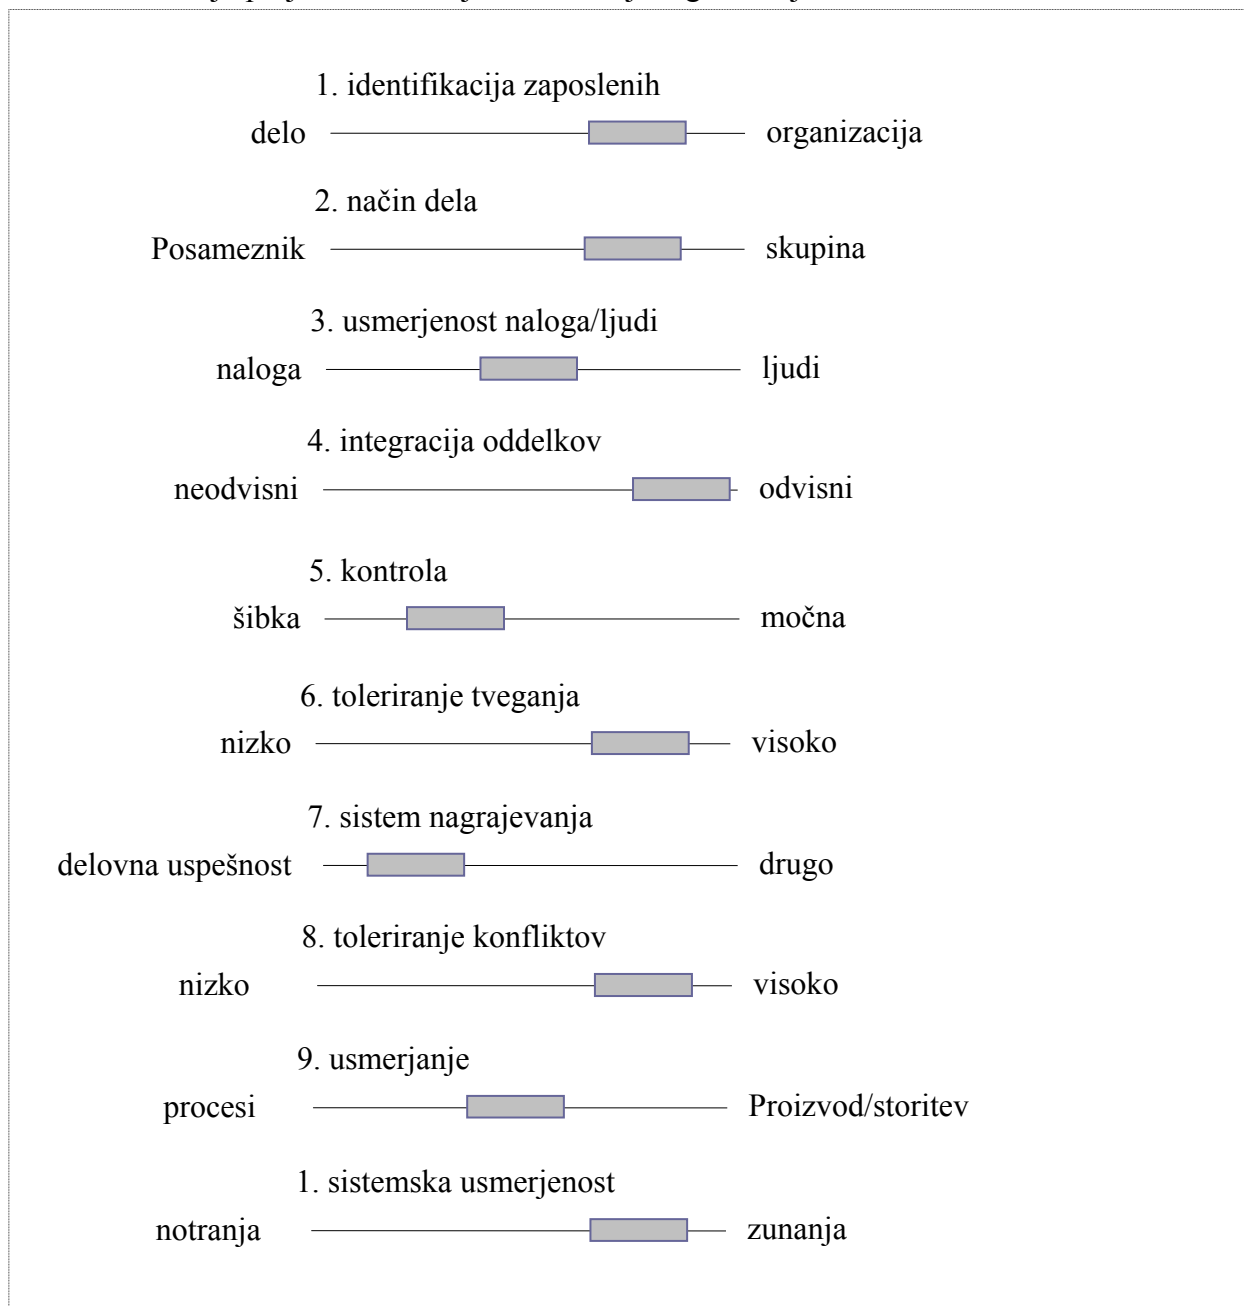 1. identifikacija zaposlenih
delo organizacija
2. način dela
Posameznik skupina
3. usmerjenost naloga/ljudi
naloga ljudi
4. integracija oddelkov
neodvisni odvisni
5. kontrola
šibka močna
6. toleriranje tveganja
nizko visoko
7. sistem nagrajevanja
delovna uspešnost drugo
8. toleriranje konfliktov
nizko visoko
9. usmerjanje
procesi Proizvod/storitev
1. sistemska usmerjenost
notranja zunanja